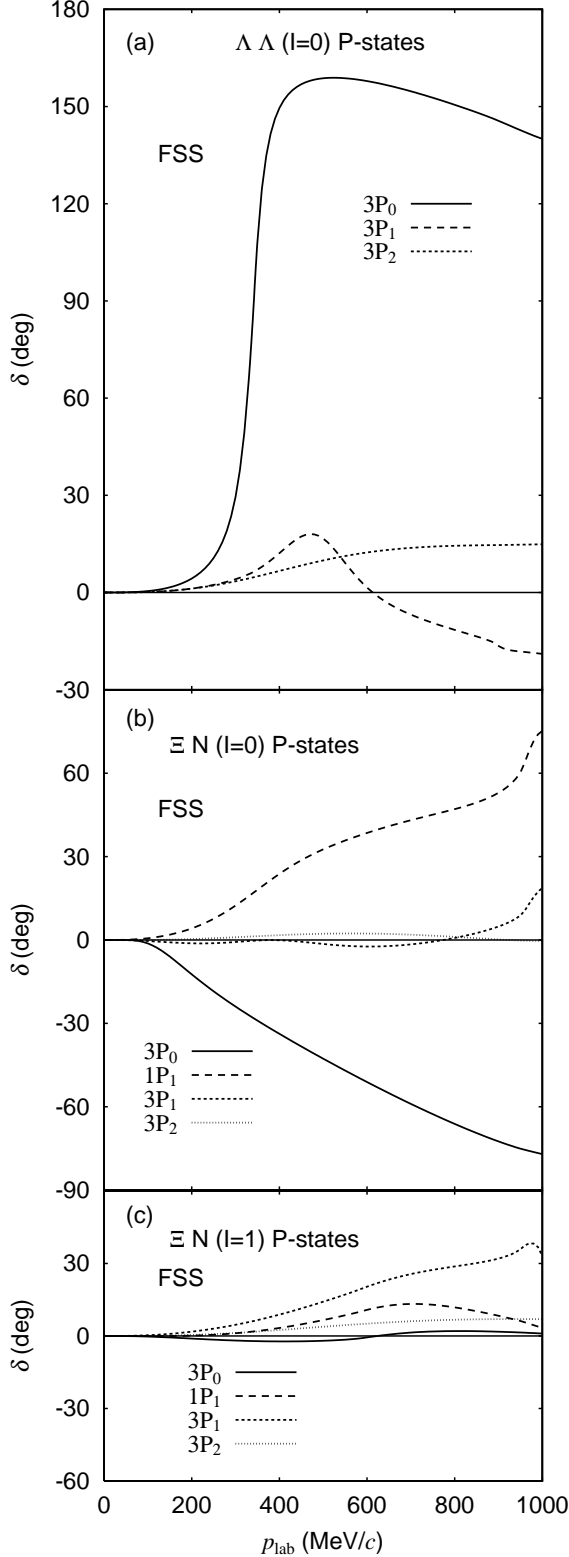 (a) Λ Λ (I=0) P-states
FSS
3P0
3P1
3P2
180
150
120
90
60
30
0
-30
δ (deg)
(b)
Ξ N (I=0) P-states
FSS
60
30
0
-30
-60
-90
δ (deg)
3P0
1P1
3P1
3P2
(c)
Ξ N (I=1) P-states
FSS
30
0
-30
-60
δ (deg)
3P0
1P1
3P1
3P2
0 200 400 600 800 1000
plab (MeV/c)